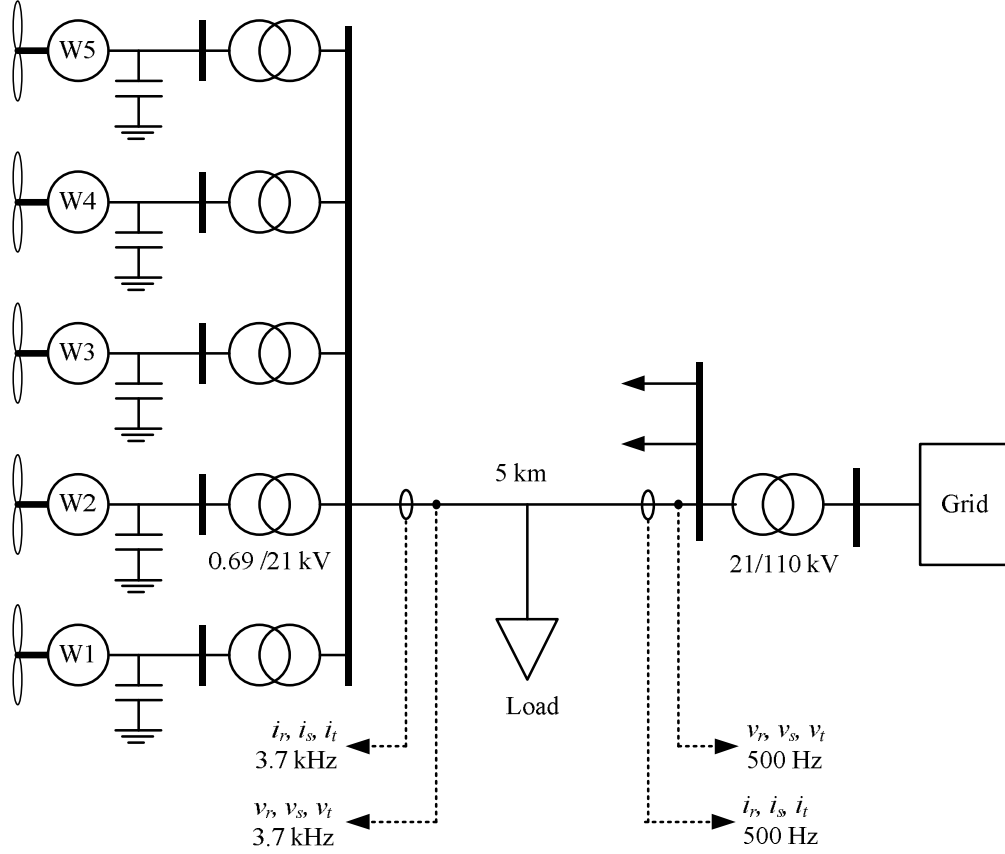 W5
W4
W3
W2
0.69 /21 kV
W1
5 km
Grid
21/110 kV
Load
i_r, i_s, i_t
3.7 kHz
v_r, v_s, v_t
3.7 kHz
v_r, v_s, v_t
500 Hz
i_r, i_s, i_t
500 Hz